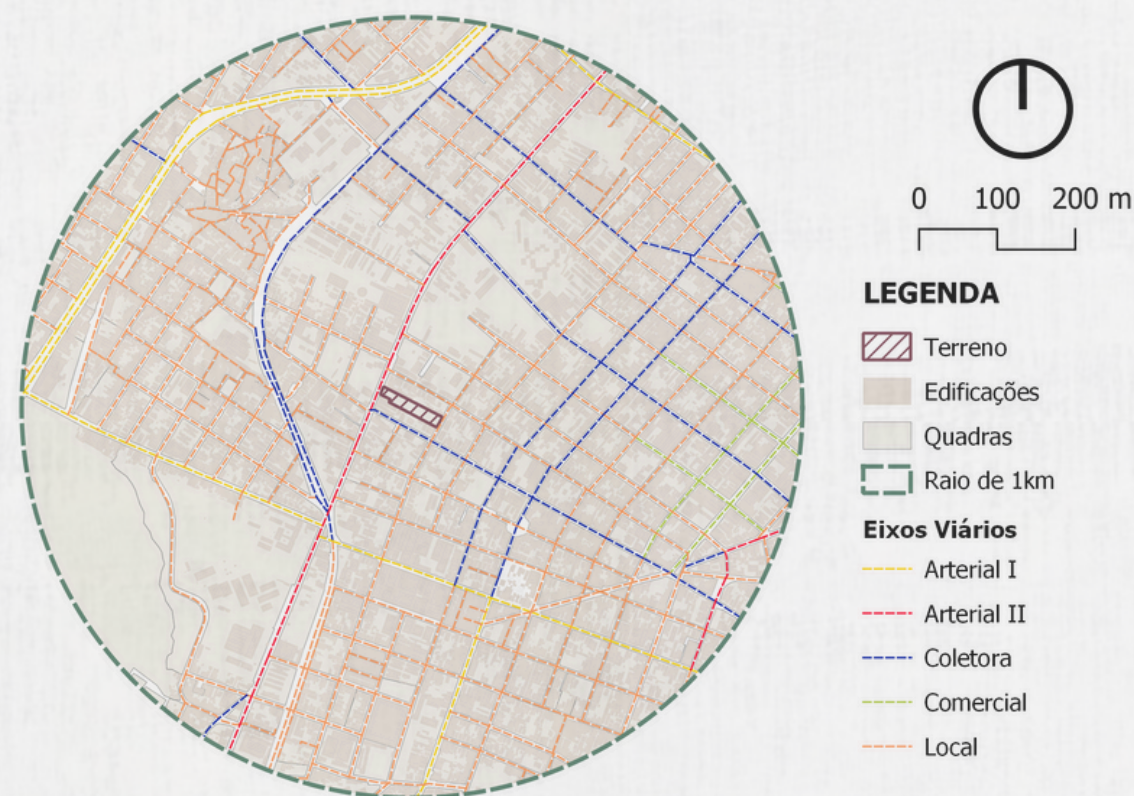 0 100 200 m
LEGENDA
Terreno
Edificações
Quadras
Raio de 1km
Eixos Viários
Arterial I
Arterial II
Coletora
Comercial
Local